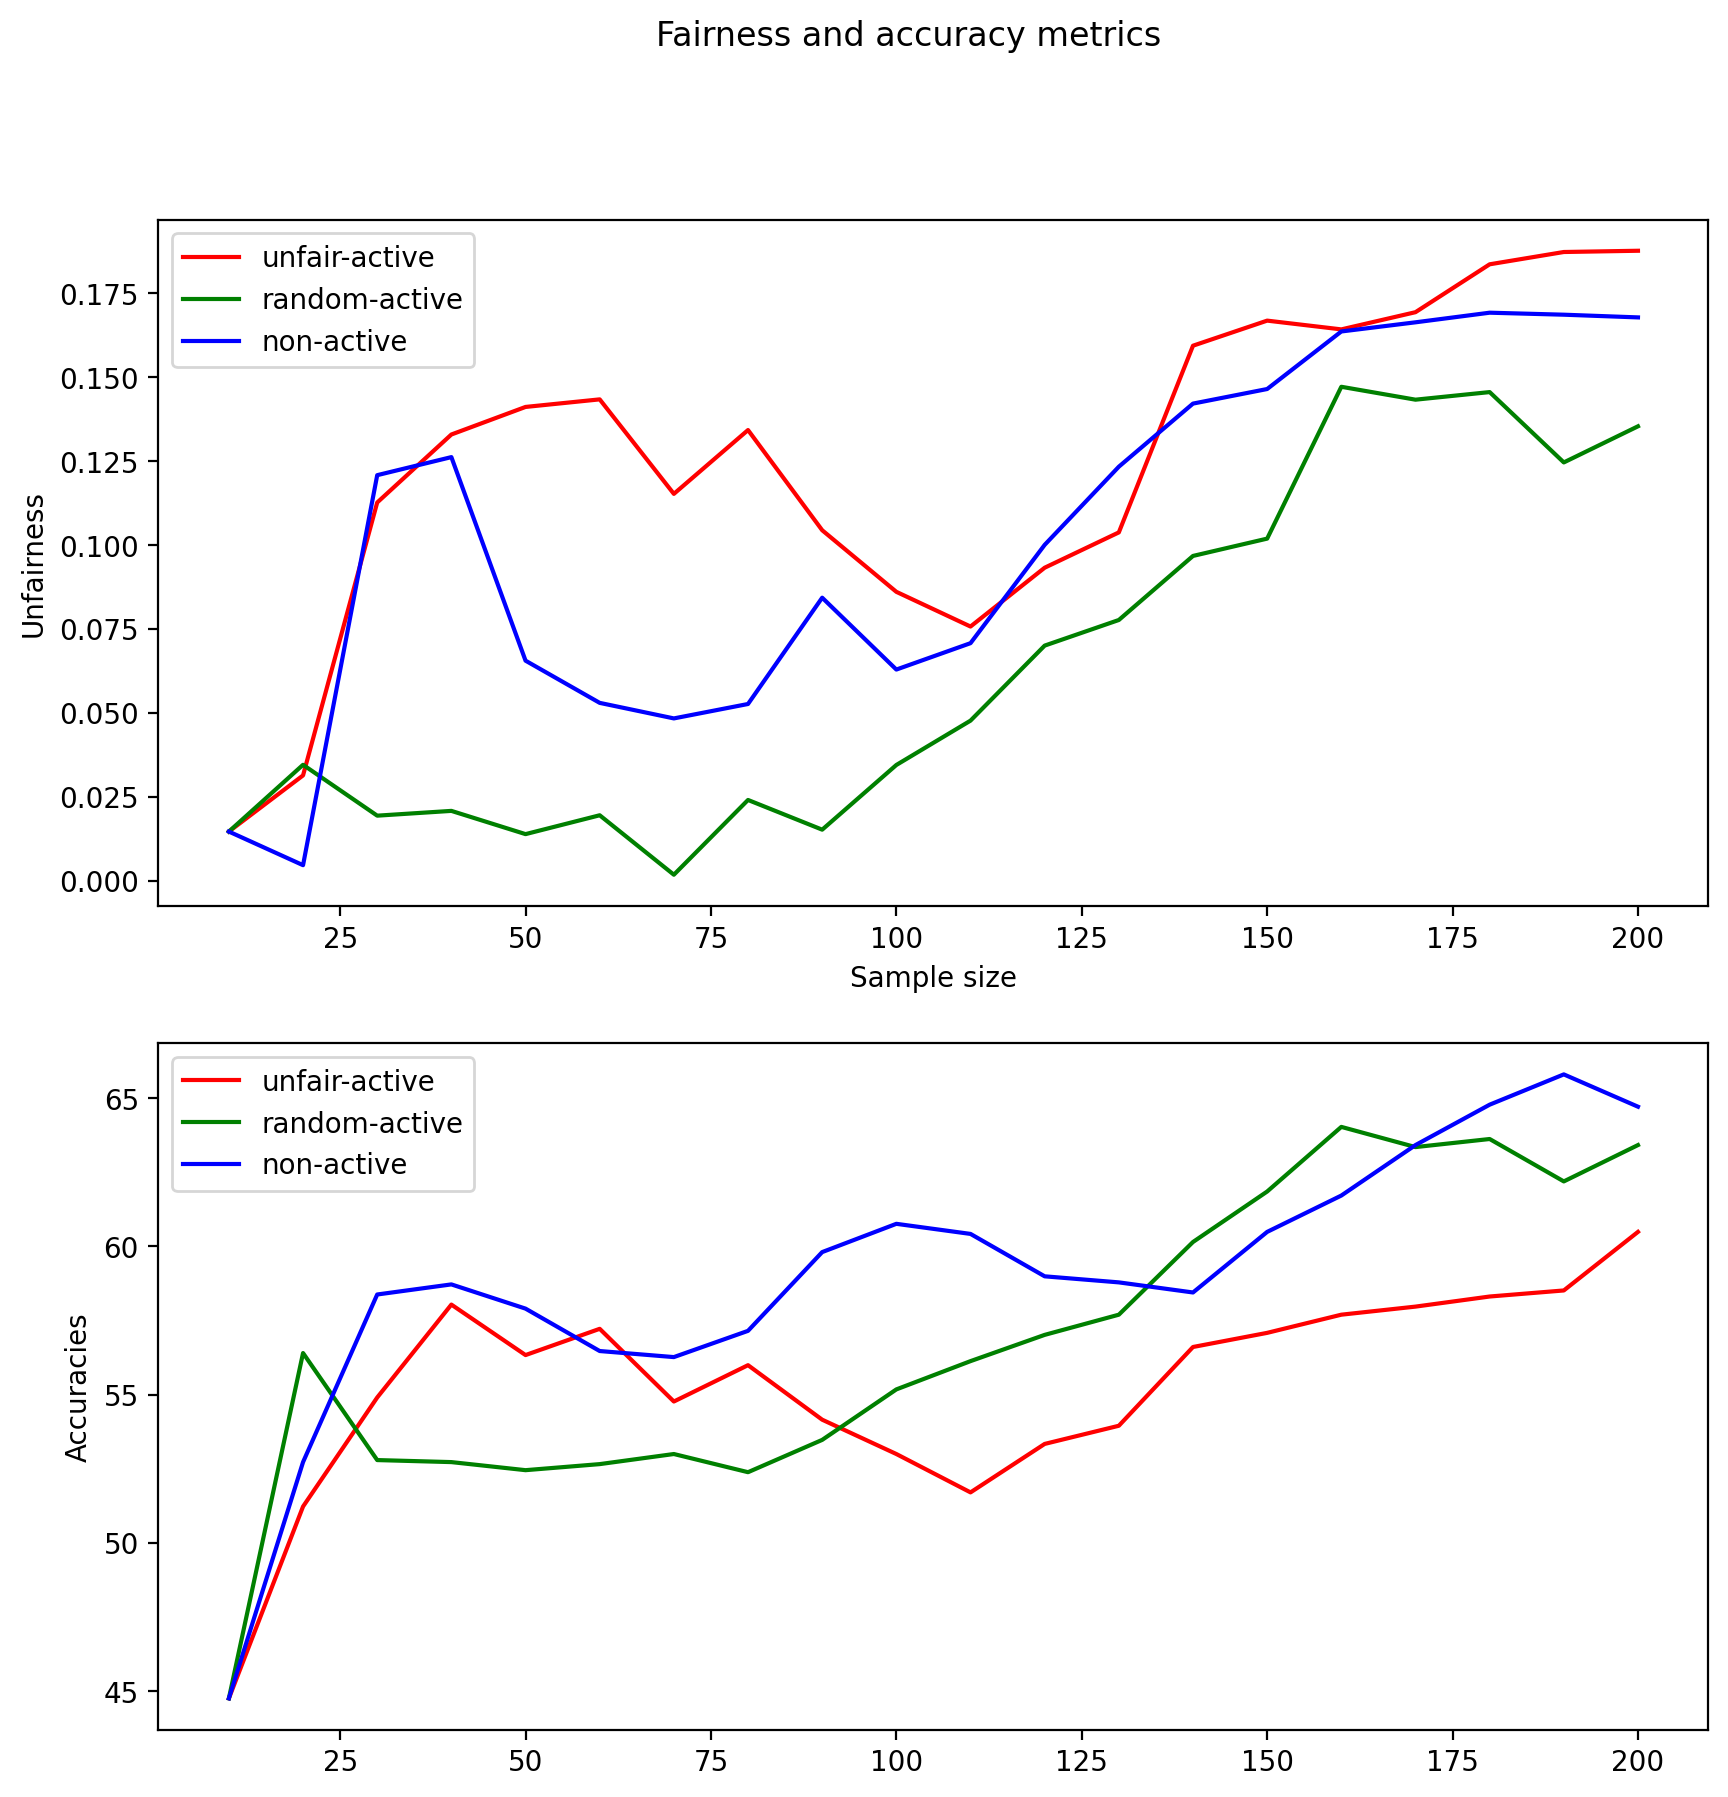 Fairness and accuracy metrics
unfair-active
random-active
non-active
Unfairness
0.175
0.150
0.125
0.100
0.075
0.050
0.025
0.000
25 50 75 100 125 150 175 200
Sample size
unfair-active
random-active
non-active
Accuracies
65
60
55
50
45
25 50 75 100 125 150 175 200